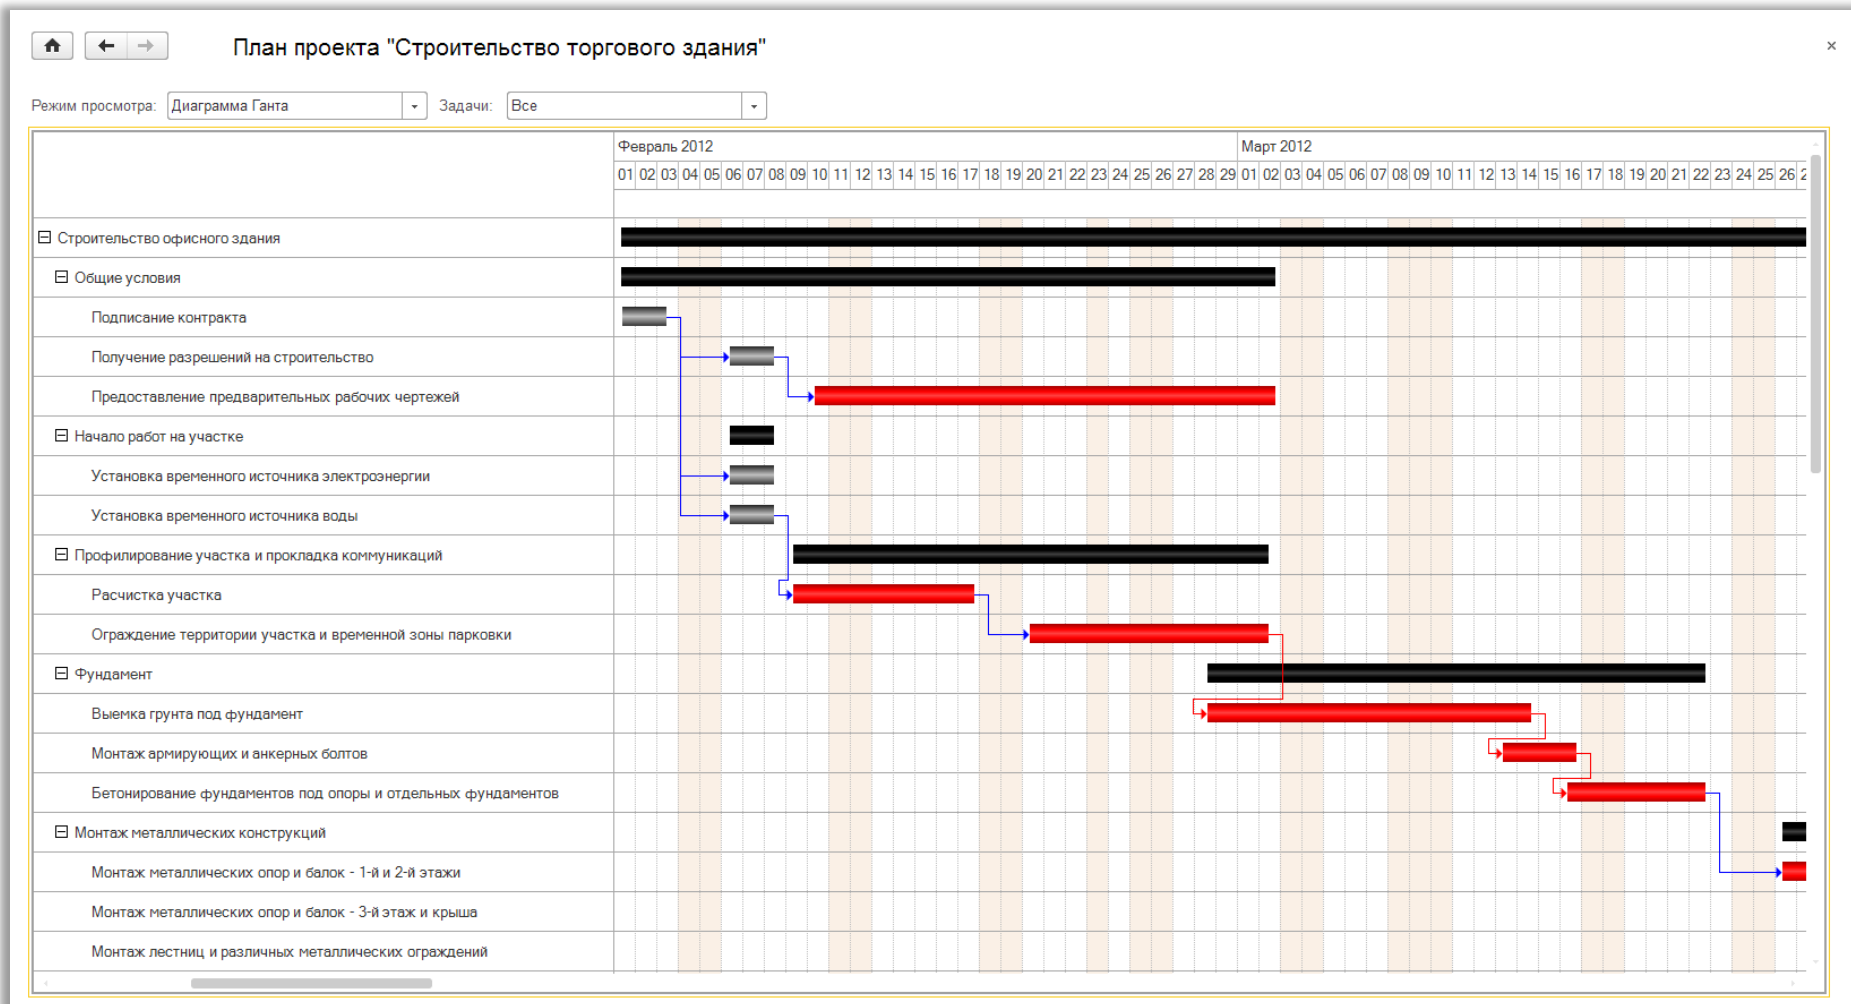 План проекта "Строительство торгового здания"
Режим просмотра: Диаграмма Ганта Задачи: Все
Февраль 2012 Март 2012
01 02 03 04 05 06 07 08 09 10 11 12 13 14 15 16 17 18 19 20 21 22 23 24 25 26 27 28 29 01 02 03 04 05 06 07 08 09 10 11 12 13 14 15 16 17 18 19 20 21 22 23 24 25 26 2
Строительство офисного здания
Общие условия
Подписание контракта
Получение разрешений на строительство
Предоставление предварительных рабочих чертежей
Начало работ на участке
Установка временного источника электроэнергии
Установка временного источника воды
Профилирование участка и прокладка коммуникаций
Расчистка участка
Ограждение территории участка и временной зоны парковки
Фундамент
Выемка грунта под фундамент
Монтаж армирующих и анкерных болтов
Бетонирование фундаментов под опоры и отдельных фундаментов
Монтаж металлических конструкций
Монтаж металлических опор и балок - 1-й и 2-й этажи
Монтаж металлических опор и балок - 3-й этаж и крыша
Монтаж лестниц и различных металлических ограждений